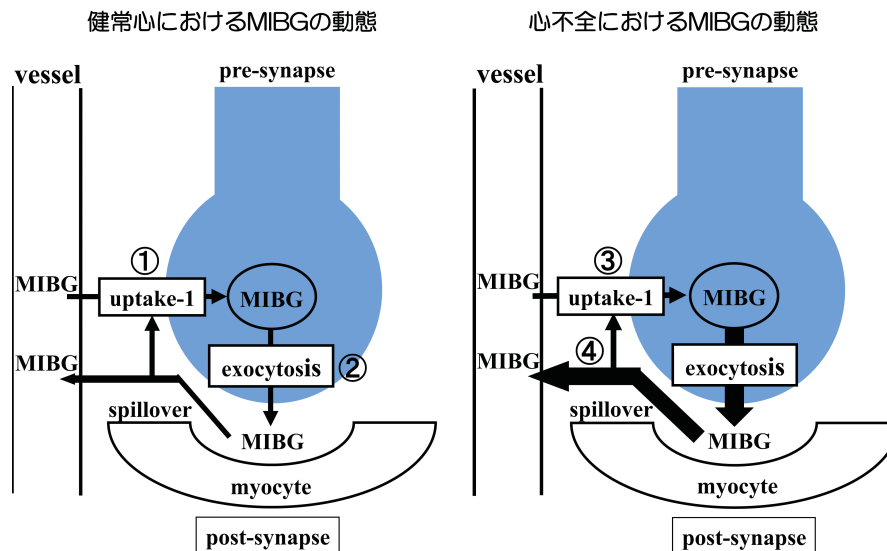 健常心におけるMIBGの動態
vessel
pre-synapse
①
MIBG
uptake-1
MIBG
MIBG
exocytosis
②
spillover
MIBG
myocyte
post-synapse
心不全におけるMIBGの動態
vessel
pre-synapse
③
MIBG
uptake-1
MIBG
④
MIBG
exocytosis
spillover
MIBG
myocyte
post-synapse